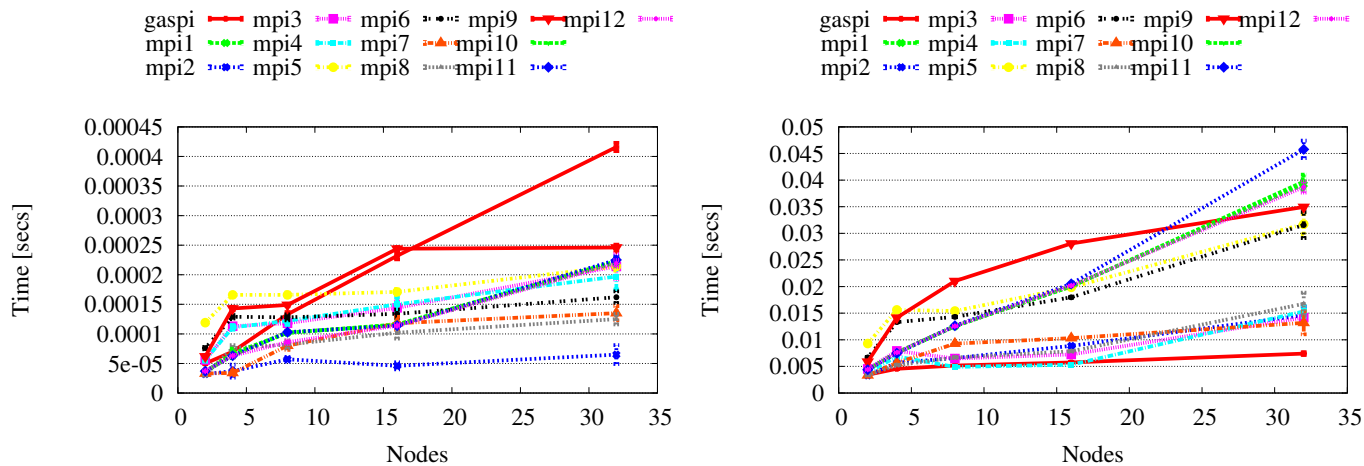 gaspi mpi3 mpi6 mpi9 mpi12
mpi1 mpi4 mpi7 mpi10
mpi2 mpi5 mpi8 mpi11
0.00045
0.0004
0.00035
0.0003
0.00025
0.0002
0.00015
0.0001
5e-05
0
0 5 10 15 20 25 30 35
Time [secs]
Nodes
gaspi mpi3 mpi6 mpi9 mpi12
mpi1 mpi4 mpi7 mpi10
mpi2 mpi5 mpi8 mpi11
0.05
0.045
0.04
0.035
0.03
0.025
0.02
0.015
0.01
0.005
0
0 5 10 15 20 25 30 35
Time [secs]
Nodes